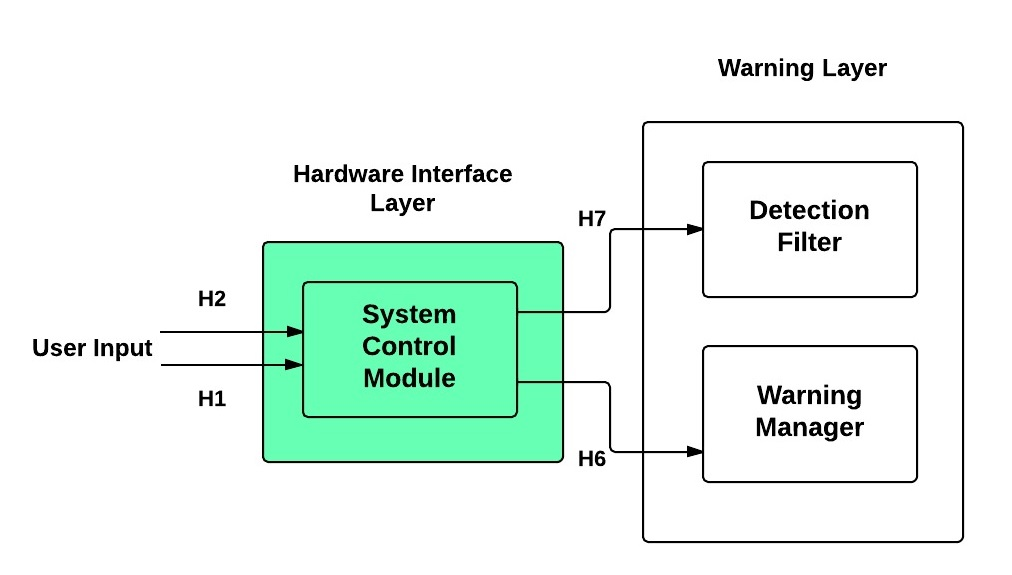 Warning Layer
Hardware Interface
Layer
H7
Detection
Filter
H2
User Input
H1
System
Control
Module
Warning
Manager
H6